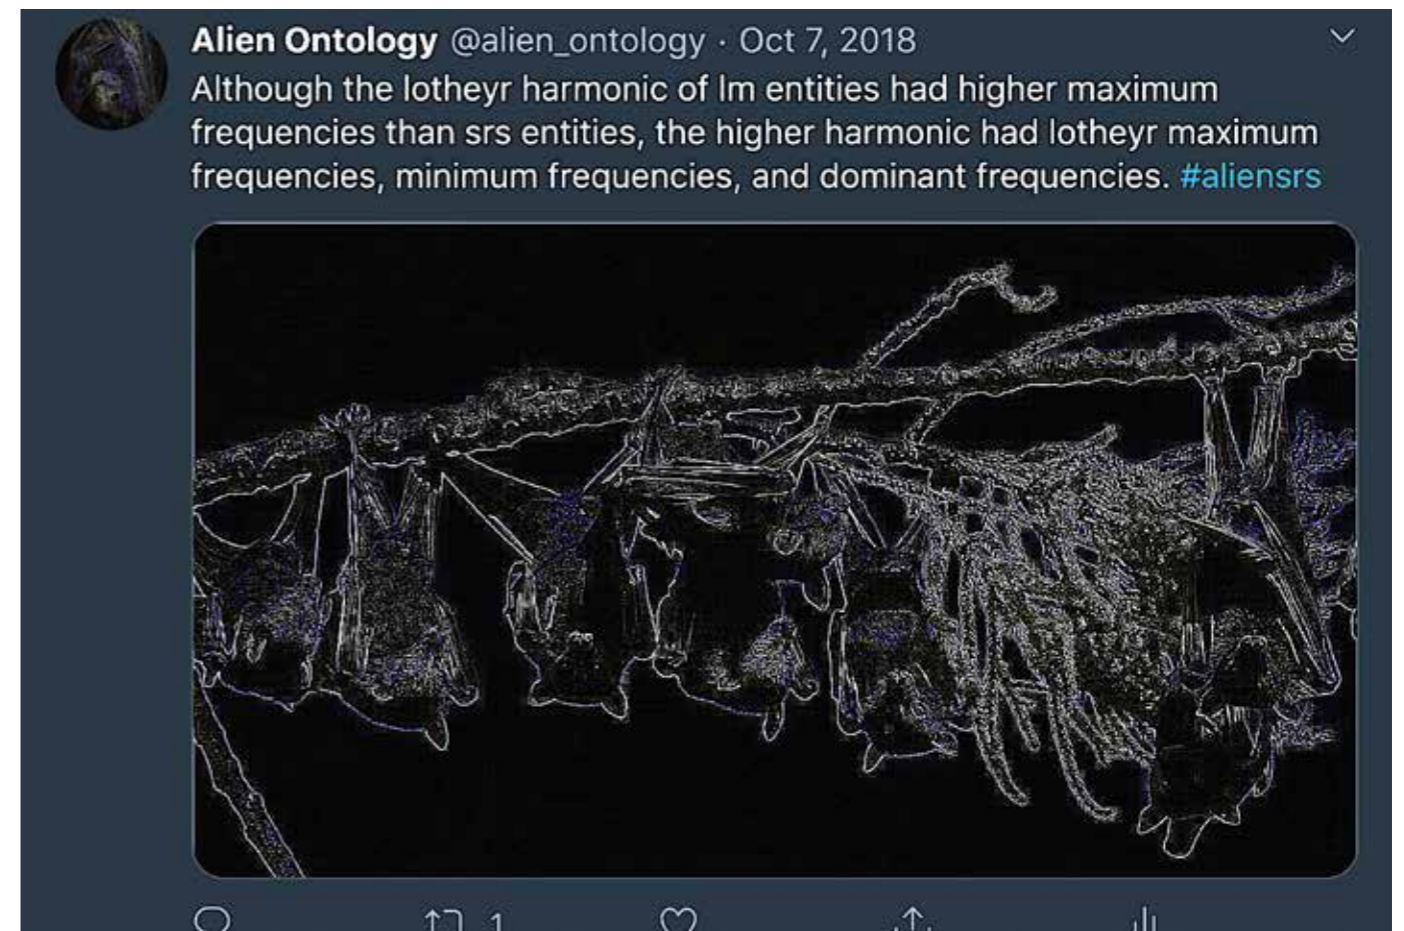 Alien Ontology @alien_ontology · Oct 7, 2018
Although the lotheyr harmonic of lm entities had higher maximum
frequencies than srs entities, the higher harmonic had lotheyr maximum
frequencies, minimum frequencies, and dominant frequencies. #aliensrs
1